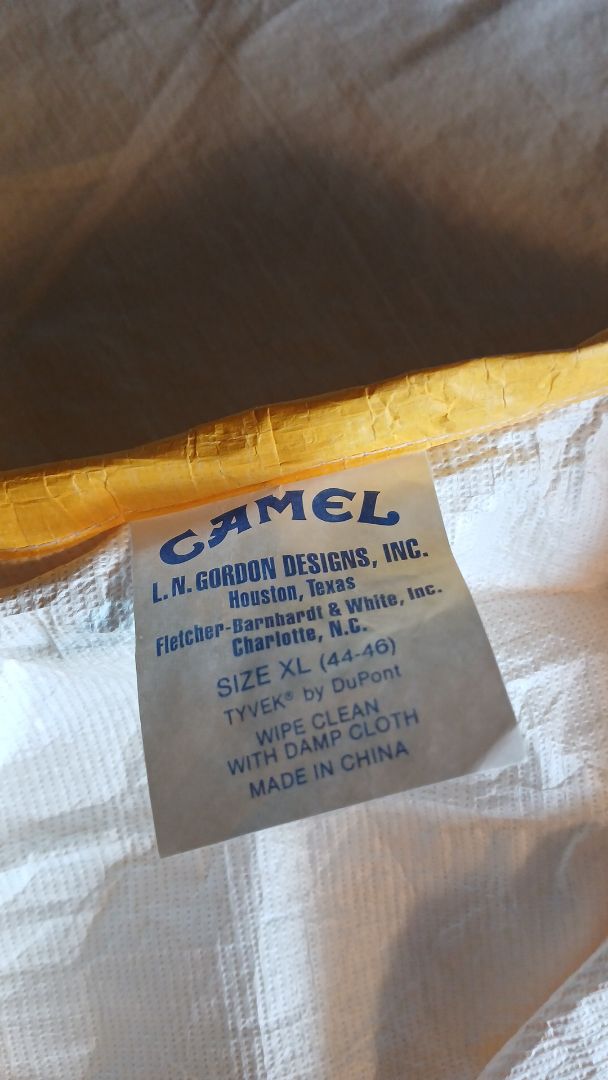 CAMEL
L.N. GORDON DESIGNS, INC.
Houston, Texas
Fletcher-Barnhardt & White, Inc.
Charlotte, N.C.
SIZE XL (44-46)
TYVEK® by DuPont
WIPE CLEAN
WITH DAMP CLOTH
MADE IN CHINA